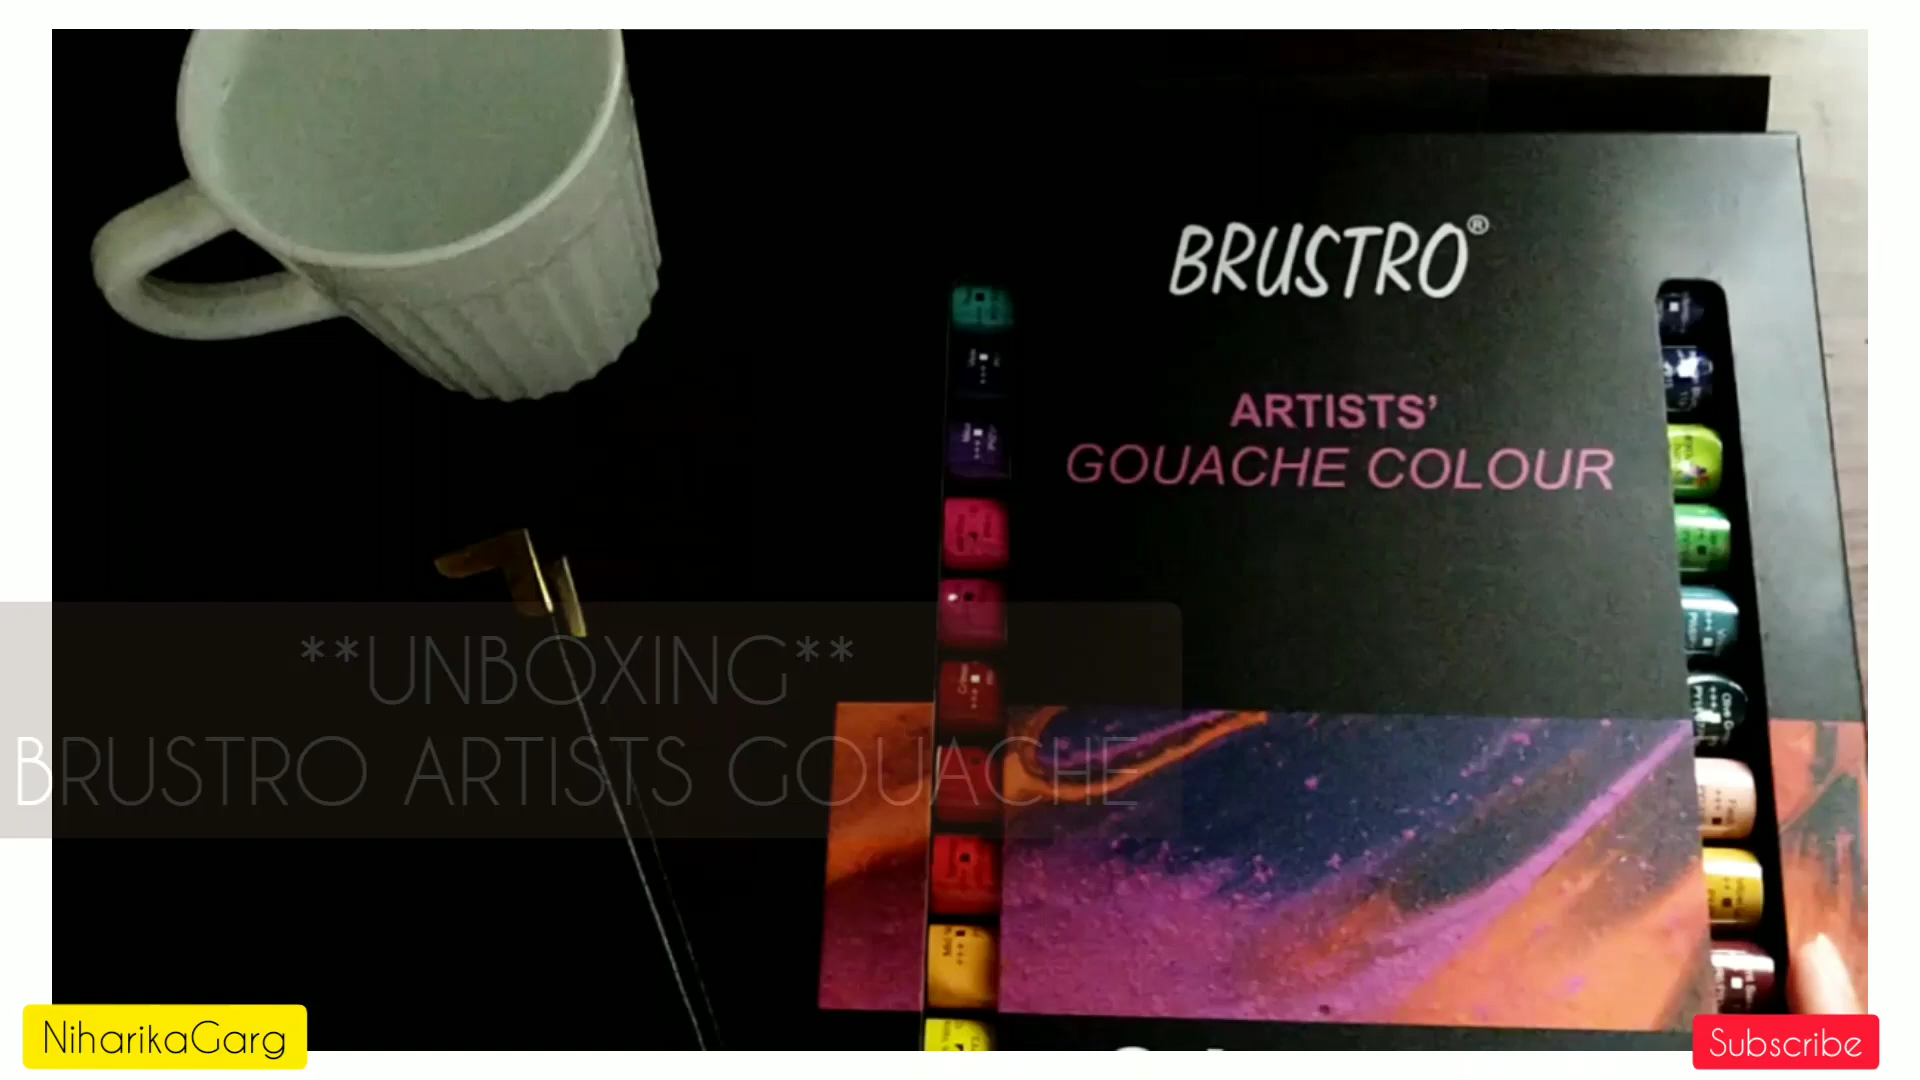 BRUSTRO®
ARTISTS'
GOUACHE COLOUR
**UNBOXING**
BRUSTRO ARTISTS GOUACHE
NiharikaGarg
Subscribe